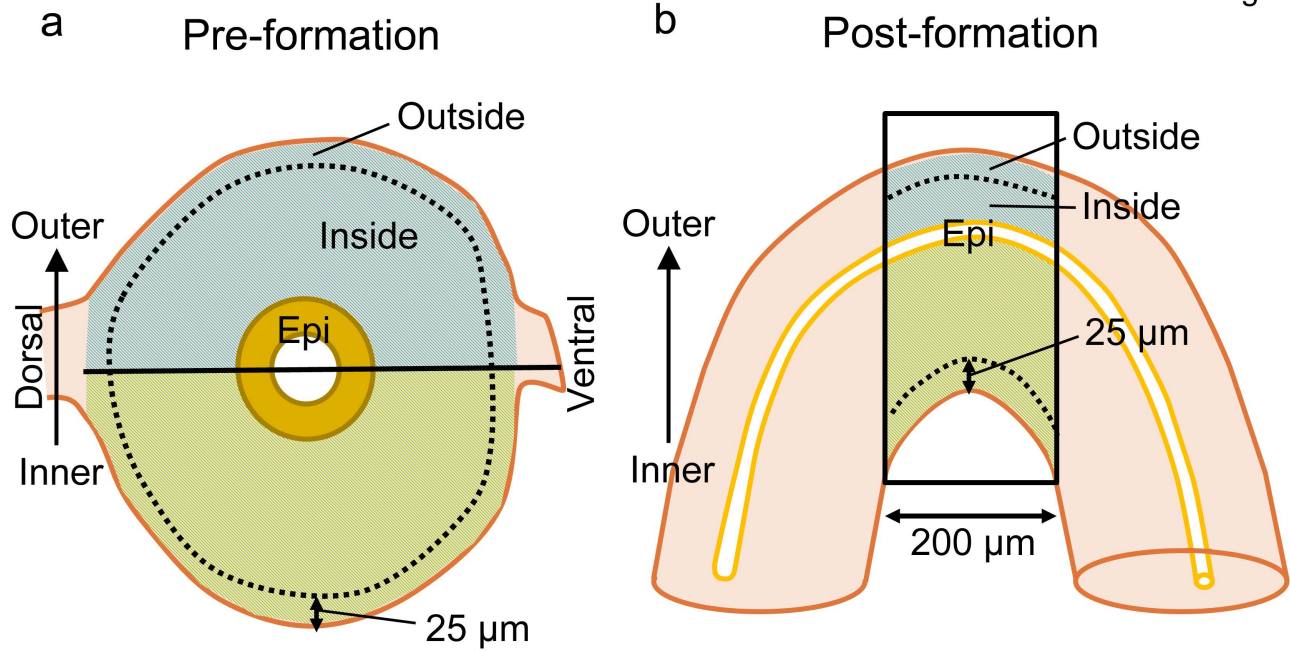 a
Pre-formation
Outside
Inside
Outer
Epi
Dorsal
Ventral
Inner
25 µm
b
Post-formation
Outside
Inside
Outer
Epi
25 µm
Inner
200 µm